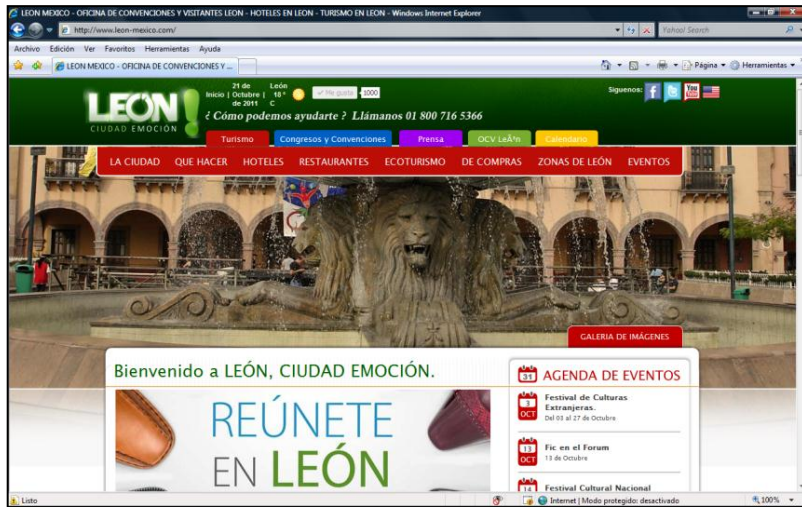 LEON MEXICO - OFICINA DE CONVENCIONES Y VISITANTES LEON - HOTELES EN LEON - TURISMO EN LEON - Windows Internet Explorer
http://www.leon-mexico.com/
Yahoo! Search
Archivo Edición Ver Favoritos Herramientas Ayuda
LEON MEXICO - OFICINA DE CONVENCIONES Y ...
Página Herramientas
LEÓN!
CIUDAD EMOCIÓN
Inicio | 21 de Octubre de 2011 | León 18° C
Me gusta 1000
Siguenos:
You Tube
¿ Cómo podemos ayudarte ? Llámanos 01 800 716 5366
Turismo Congresos y Convenciones Prensa OCV LeÃ³n Calendario
LA CIUDAD QUE HACER HOTELES RESTAURANTES ECOTURISMO DE COMPRAS ZONAS DE LEÓN EVENTOS
GALERIA DE IMÁGENES
Bienvenido a LEÓN, CIUDAD EMOCIÓN.
REÚNETE
EN LEÓN
31 AGENDA DE EVENTOS
3 OCT
Festival de Culturas
Extranjeras.
Del 03 al 27 de Octubre
13 OCT
Fic en el Forum
13 de Octubre
14
Festival Cultural Nacional
Listo
Internet | Modo protegido: desactivado
100%